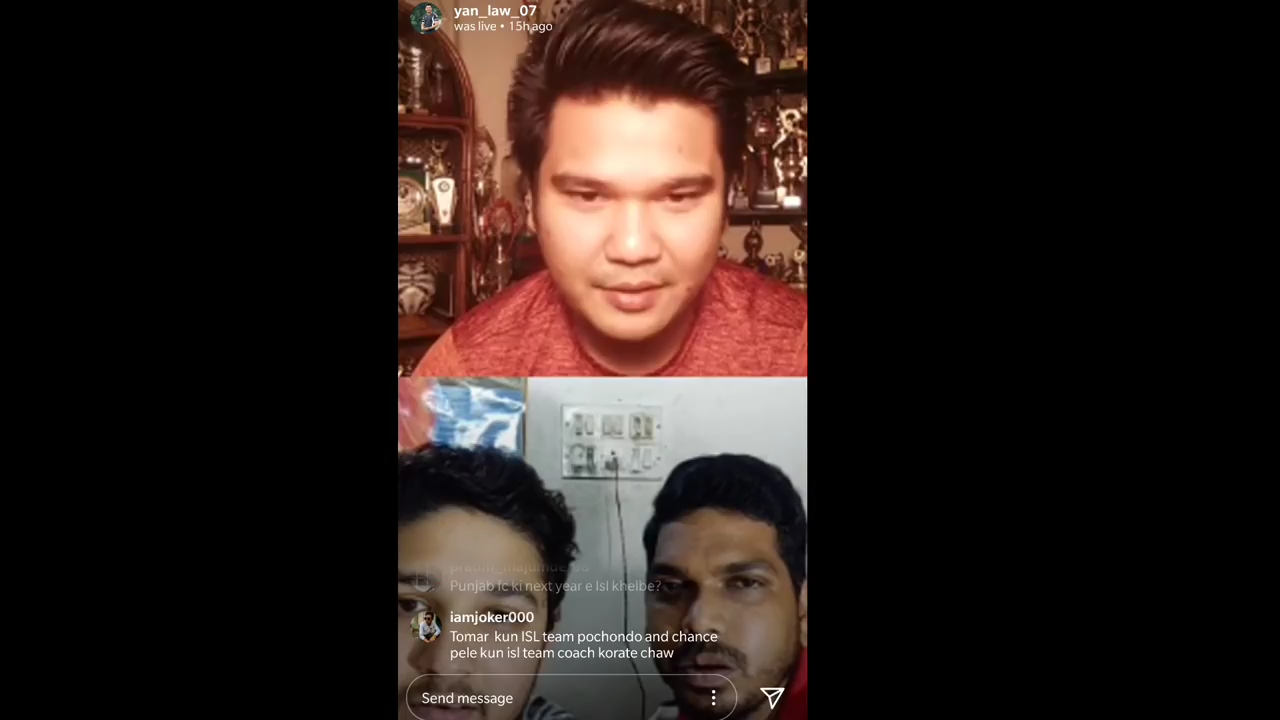 yan_law_07
was live • 15h ago
Punjab fc ki next year e Isl khelbe?
iamjoker000
Tomar kun ISL team pochondo and chance
pele kun isl team coach korate chaw
Send message